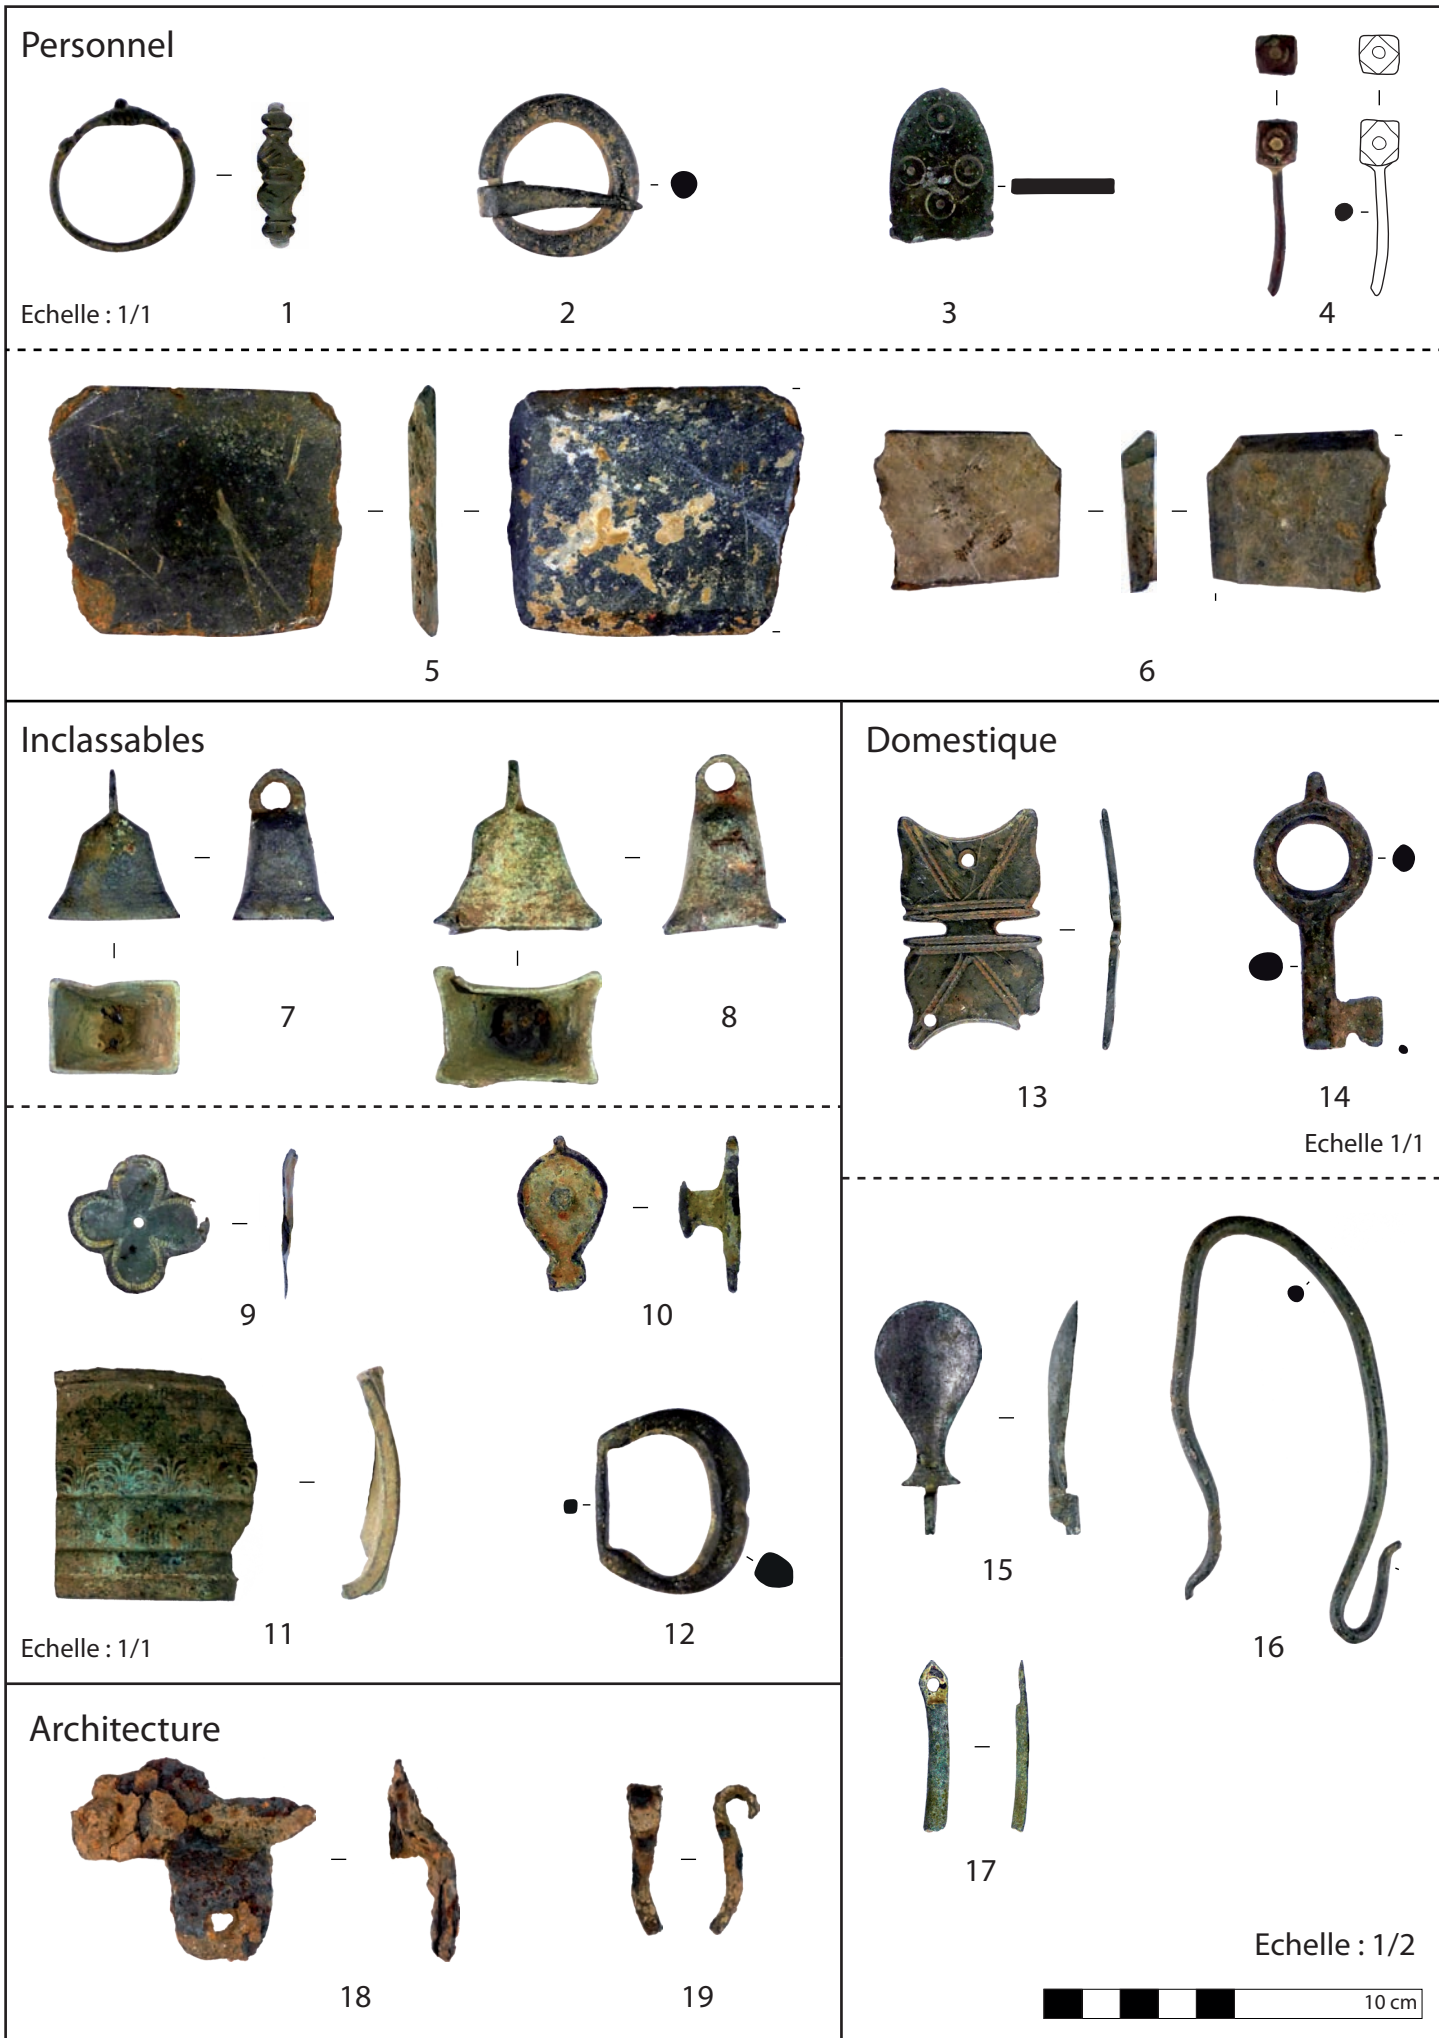 Personnel
Echelle : 1/1
1
2
3
4
5
6
Inclassables
7
8
9
10
11
12
Echelle : 1/1
Domestique
13
14
Echelle 1/1
15
16
17
Architecture
18
19
Echelle : 1/2
10 cm